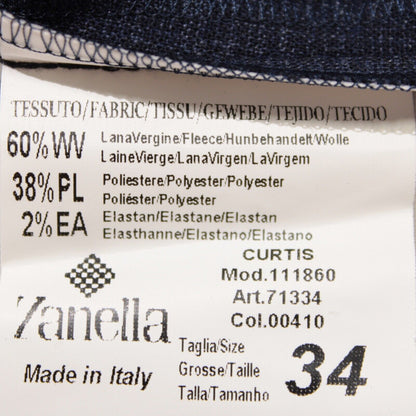 TESSUTO/FABRIC/TISSU/GEWEBE/TEJIDO/TECIDO
60% WV LanaVergine/Fleece/Hunbehandelt/Wolle
LaineVierge/LanaVirgen/LaVirgem
38% PL Poliestere/Polyester/Polyester
Poliéster/Polyester/Polyester
2% EA Elastan/Elastane/Elastan
Elasthanne/Elastano/Elastano
CURTIS
Mod.111860
Art.71334
Col.00410
Zanella
Made in Italy
Taglia/Size
Grosse/Taille
Talla/Tamanho
34